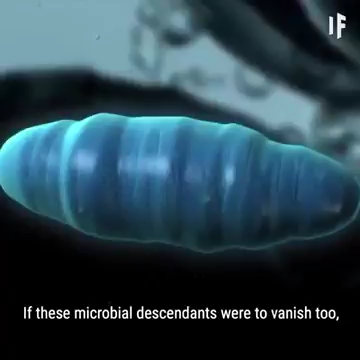 IF
If these microbial descendants were to vanish too,